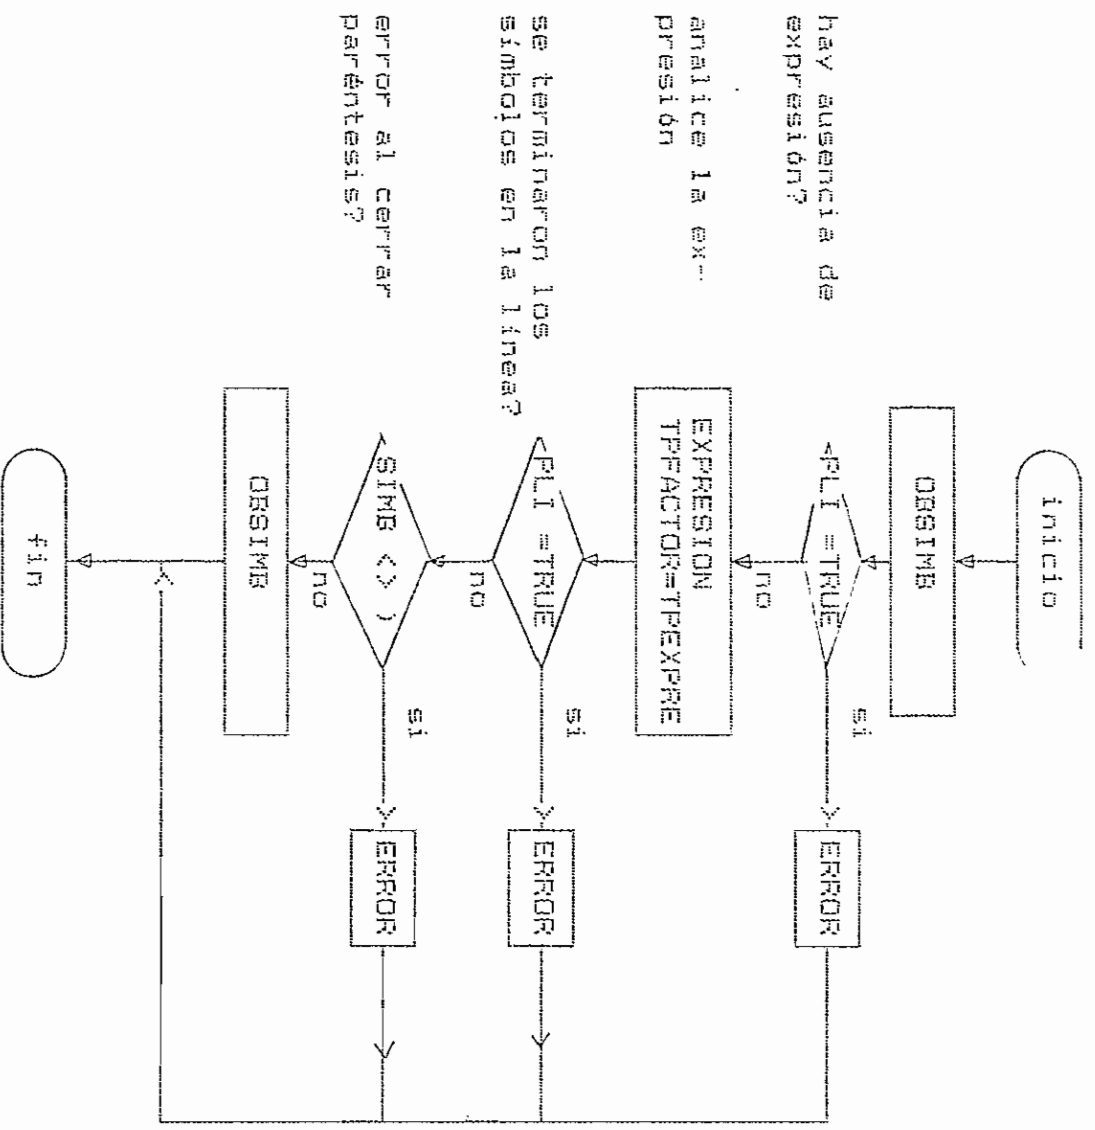 inicio
OBSIMB
hay ausencia de
expresión?
<PLI =TRUE
si
ERROR
no
analice la ex-
presión
EXPRESION
TPFACTOR=TPEXPRE
se terminaron los
símbolos en la línea?
<PLI =TRUE
si
ERROR
no
error al cerrar
paréntesis?
<SIMB <> )
si
ERROR
no
OBSIMB
fin